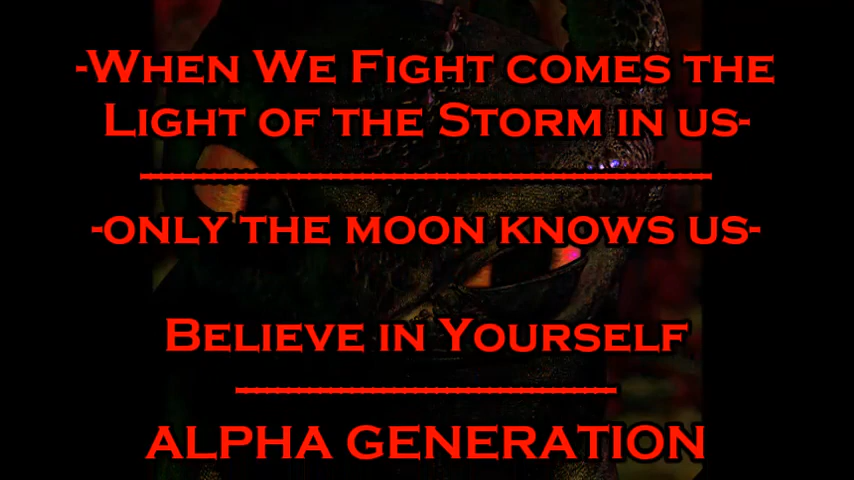 -When We Fight comes the
Light of the Storm in us-
-only the moon knows us-
Believe in Yourself
ALPHA GENERATION